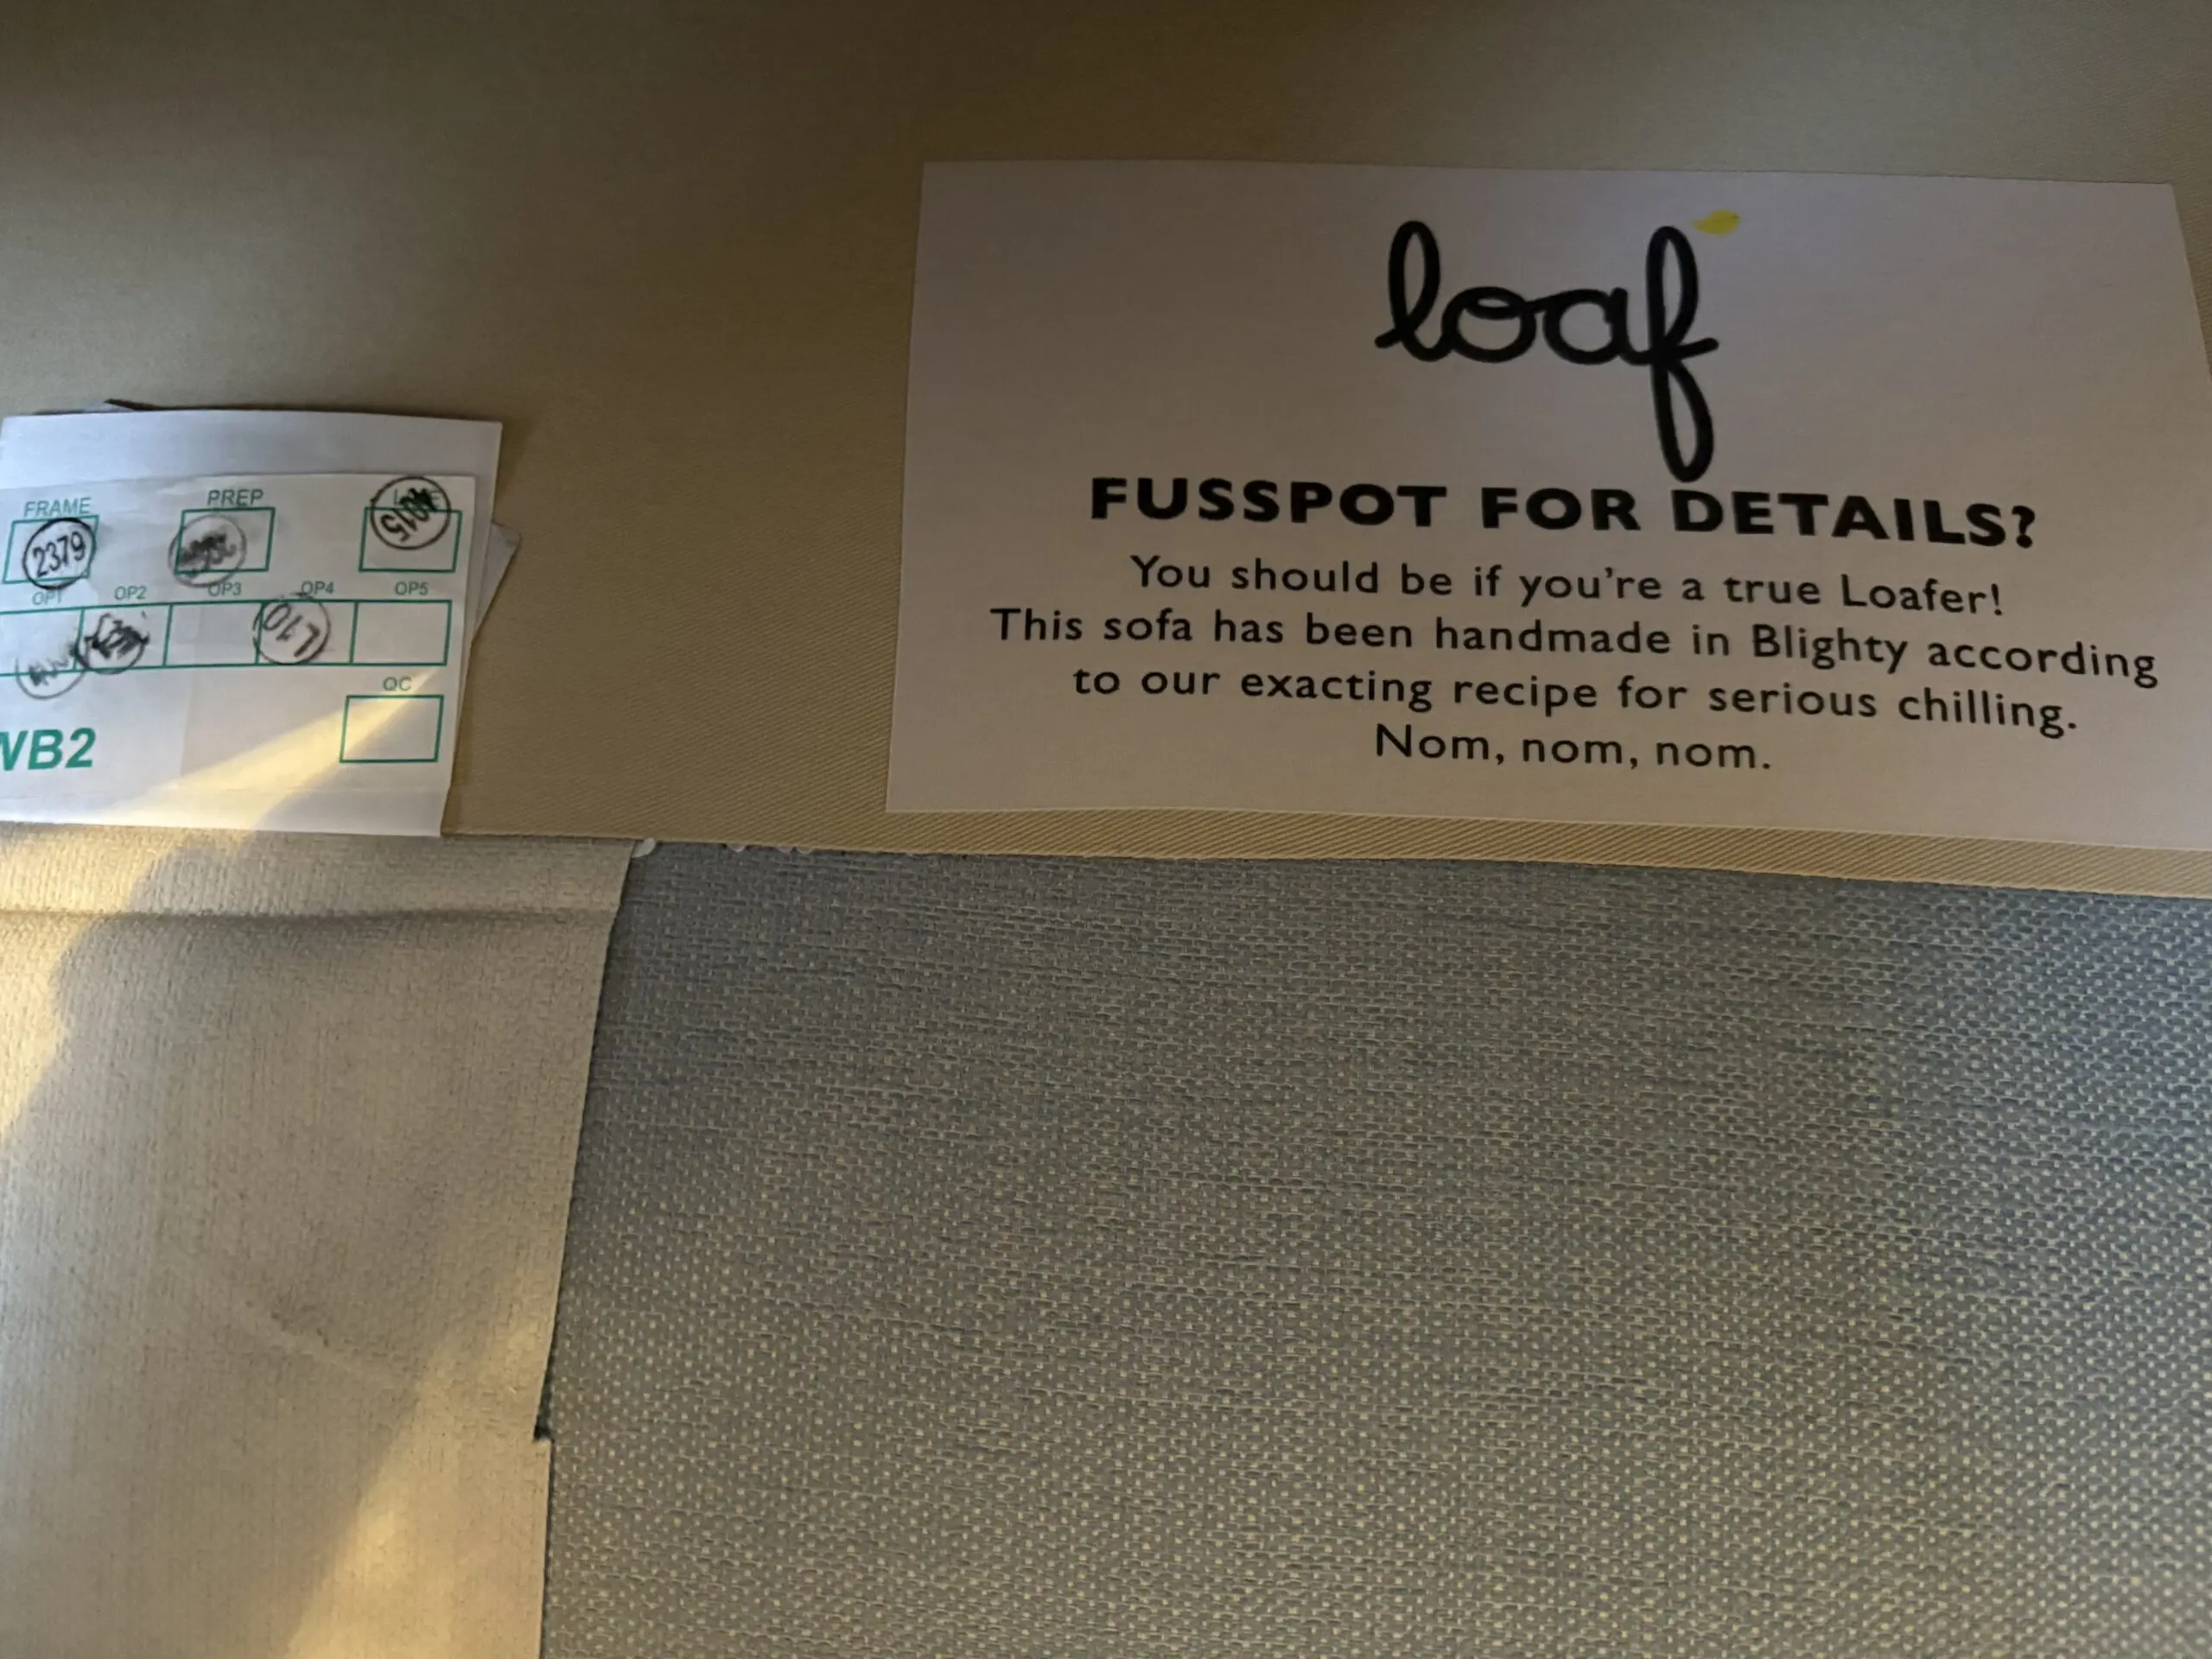 loaf
FUSSPOT FOR DETAILS?
You should be if you're a true Loafer!
This sofa has been handmade in Blighty according
to our exacting recipe for serious chilling.
Nom, nom, nom.
FRAME PREP
2379 4015
OP1 OP2 OP3 OP4 OP5
L10
QC
VB2